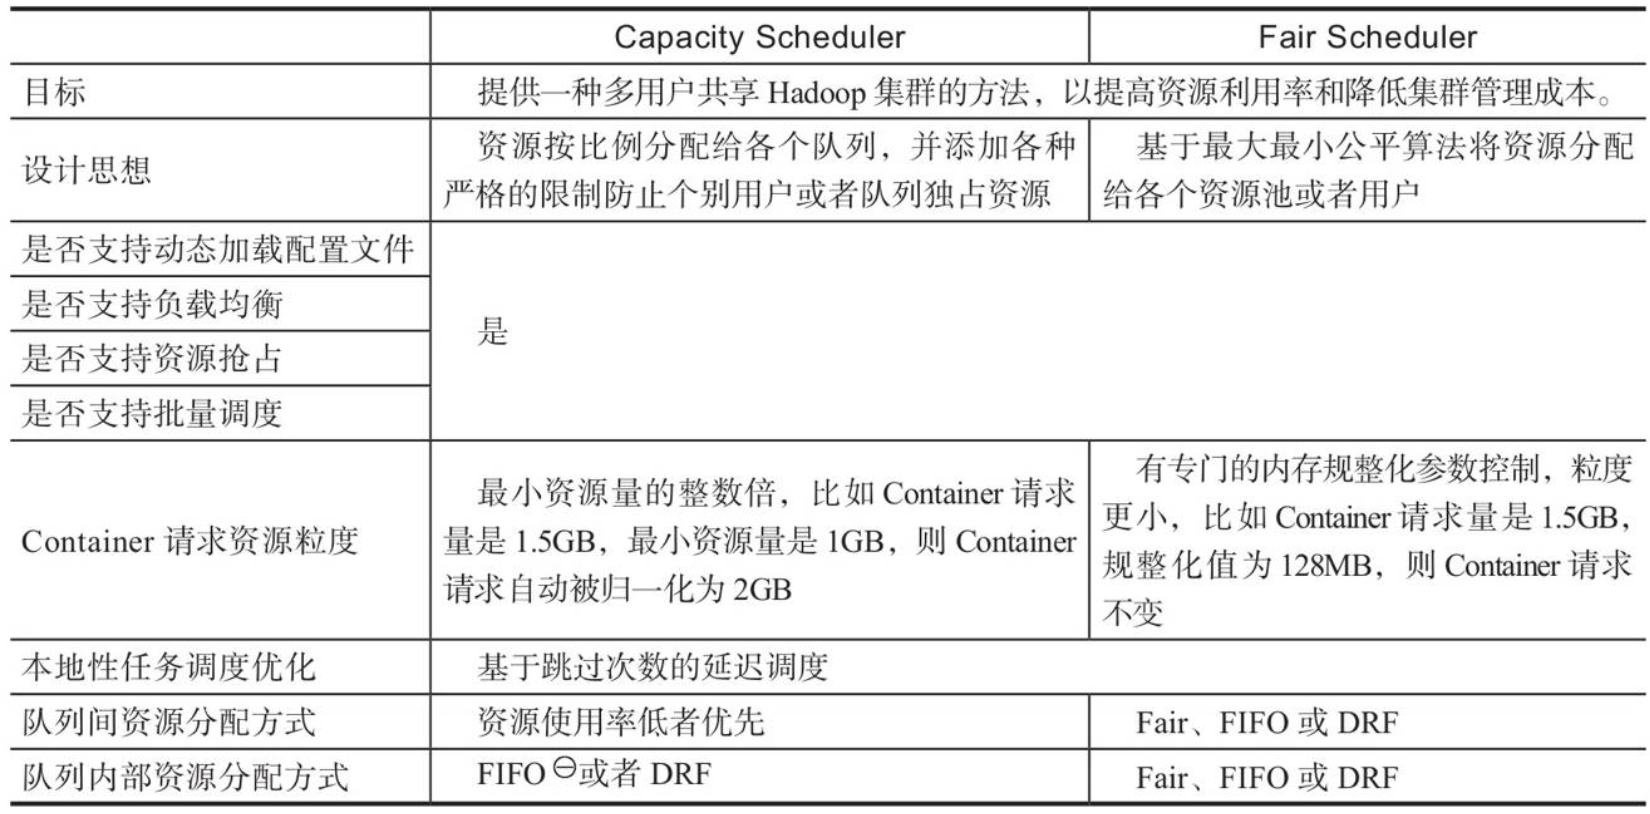 Capacity Scheduler
Fair Scheduler
目标
提供一种多用户共享 Hadoop 集群的方法，以提高资源利用率和降低集群管理成本。
设计思想
资源按比例分配给各个队列，并添加各种
严格的限制防止个别用户或者队列独占资源
基于最大最小公平算法将资源分配
给各个资源池或者用户
是否支持动态加载配置文件
是否支持负载均衡
是否支持资源抢占
是否支持批量调度
是
Container 请求资源粒度
最小资源量的整数倍，比如 Container 请求
量是 1.5GB，最小资源量是 1GB，则 Container
请求自动被归一化为 2GB
有专门的内存规整化参数控制，粒度
更小，比如 Container 请求量是 1.5GB，
规整化值为 128MB，则 Container 请求
不变
本地性任务调度优化
基于跳过次数的延迟调度
队列间资源分配方式
资源使用率低者优先
Fair、FIFO 或 DRF
队列内部资源分配方式
FIFO ㊀或者 DRF
Fair、FIFO 或 DRF